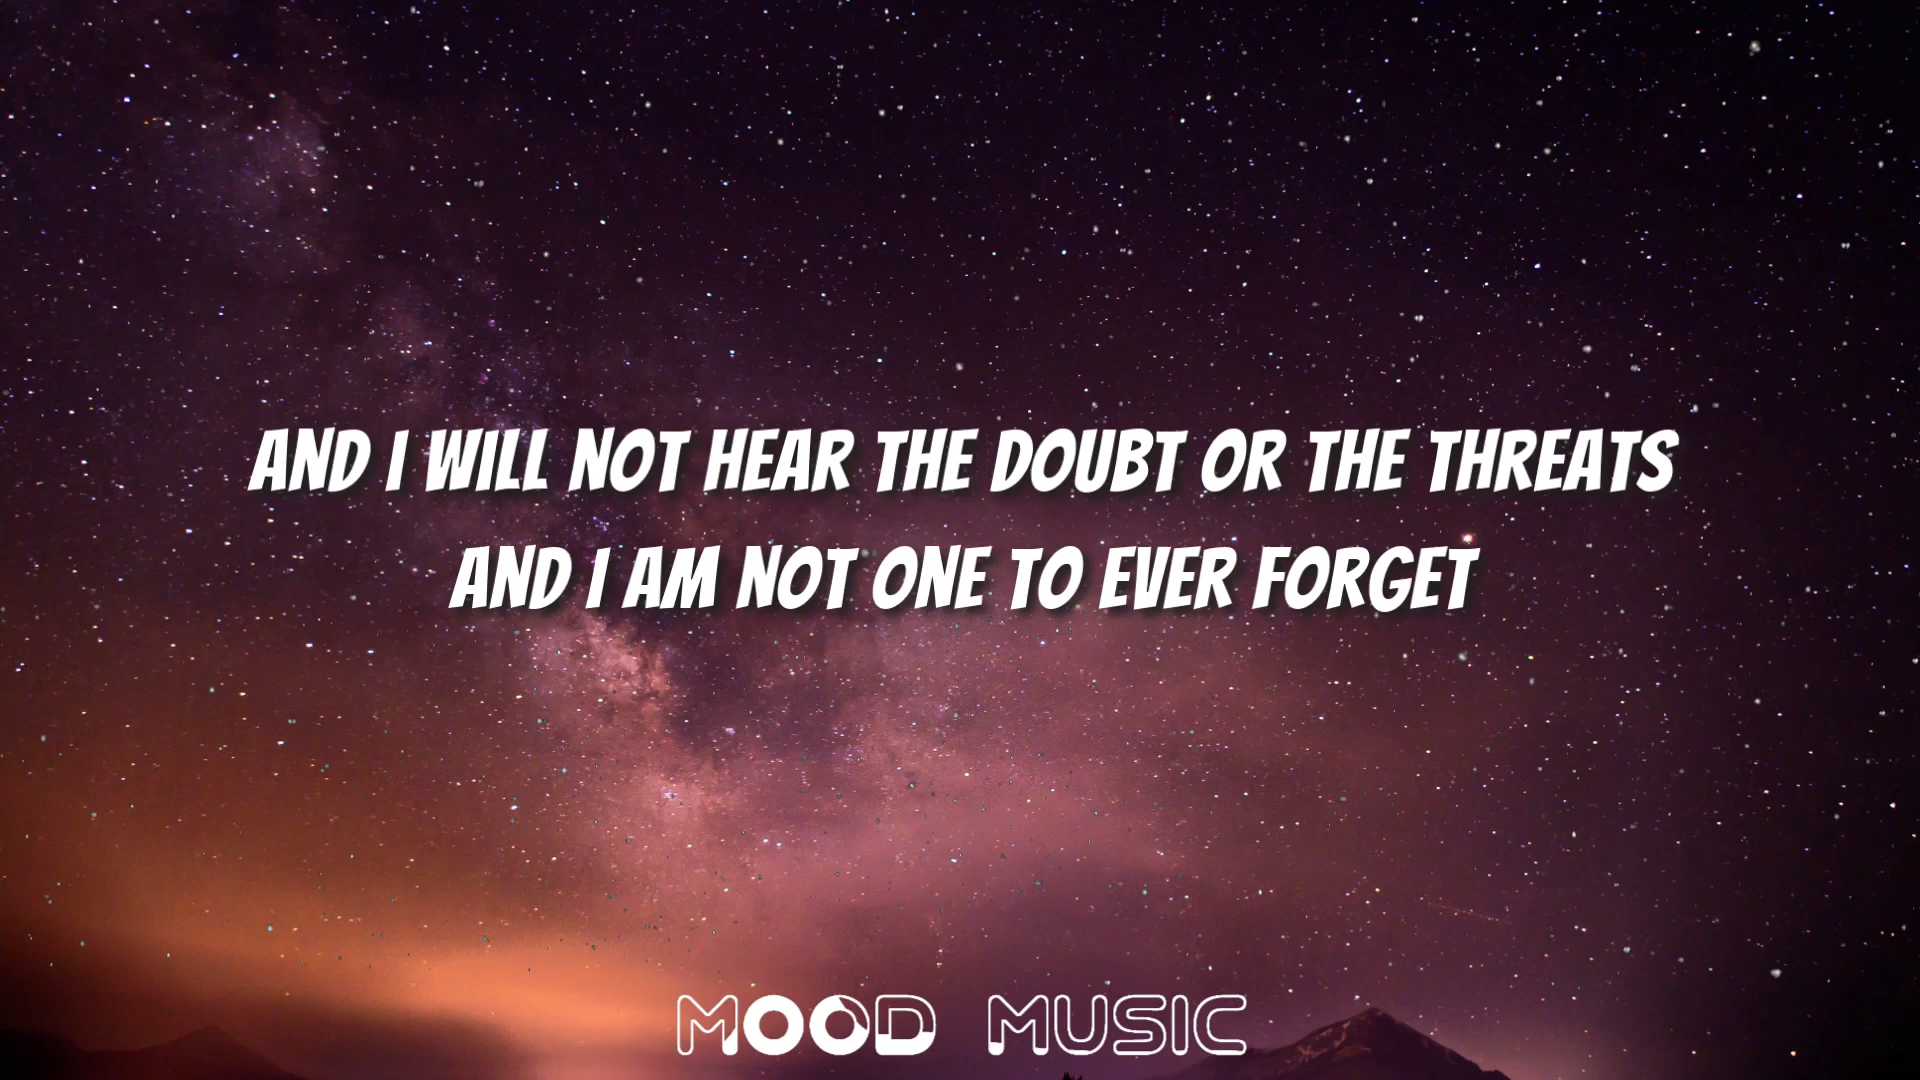 AND I WILL NOT HEAR THE DOUBT OR THE THREATS
AND I AM NOT ONE TO EVER FORGET
MOOD MUSIC